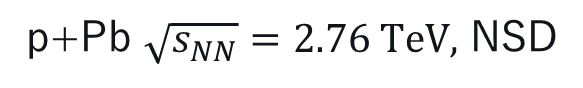 p+Pb √s_NN = 2.76 TeV, NSD